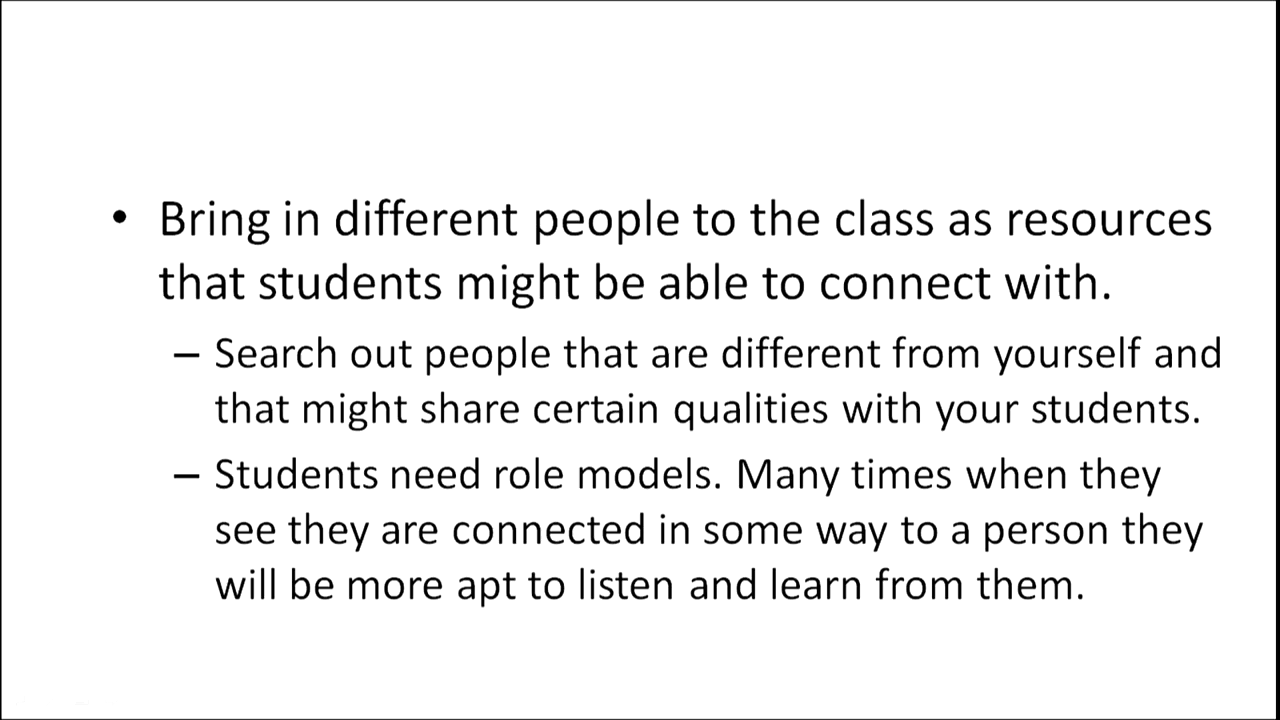 • Bring in different people to the class as resources
that students might be able to connect with.
– Search out people that are different from yourself and
that might share certain qualities with your students.
– Students need role models. Many times when they
see they are connected in some way to a person they
will be more apt to listen and learn from them.